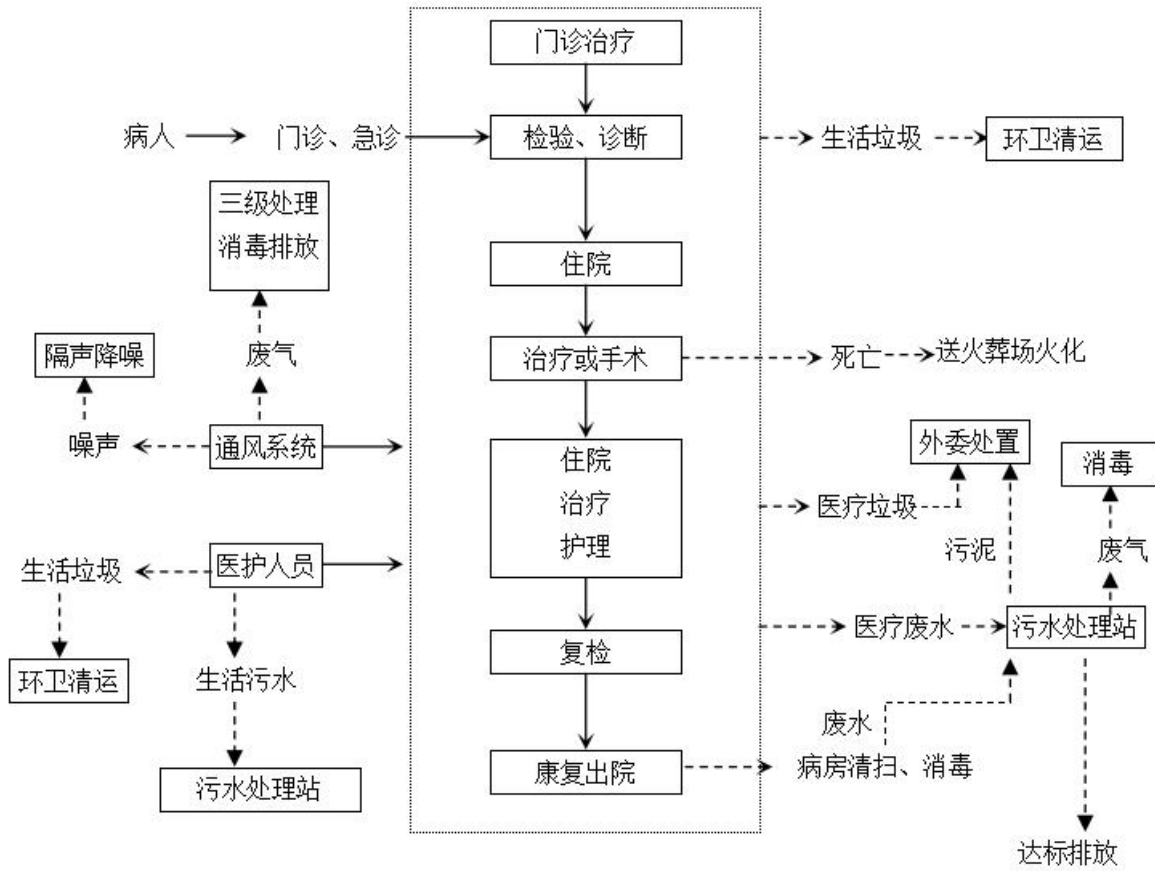 门诊治疗
病人
门诊、急诊
检验、诊断
生活垃圾
环卫清运
三级处理
消毒排放
住院
隔声降噪
废气
治疗或手术
死亡
送火葬场火化
噪声
通风系统
住院
治疗
护理
外委处置
消毒
医疗垃圾
污泥
废气
生活垃圾
医护人员
医疗废水
污水处理站
复检
环卫清运
生活污水
废水
康复出院
病房清扫、消毒
污水处理站
达标排放